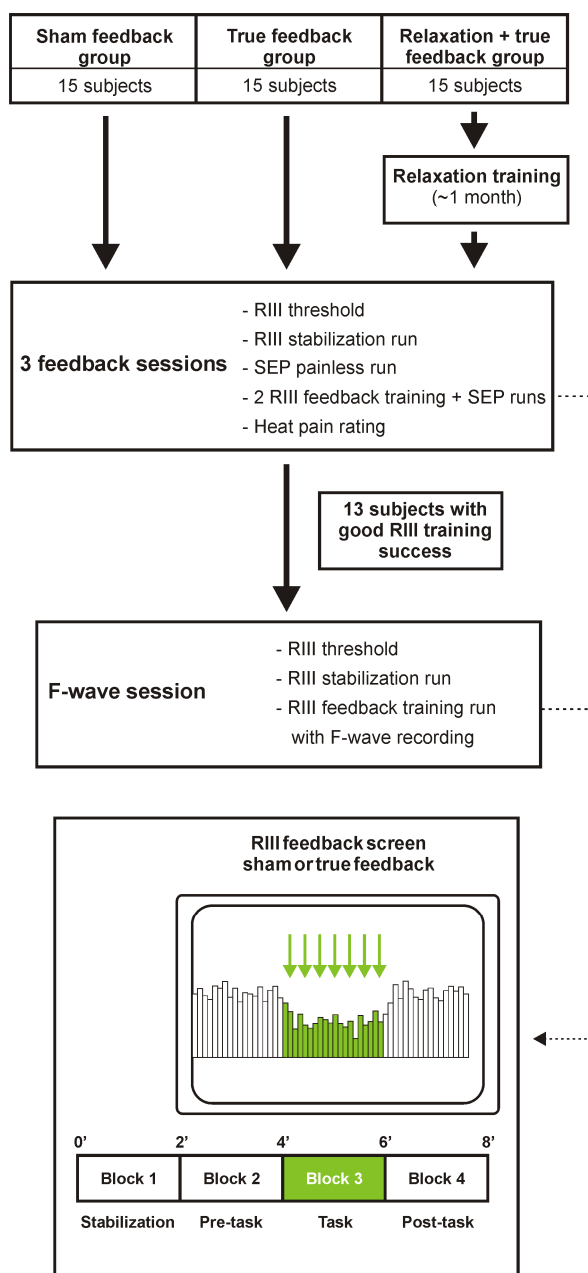 Sham feedback
group
15 subjects
True feedback
group
15 subjects
Relaxation + true
feedback group
15 subjects
Relaxation training
(~1 month)
3 feedback sessions
- RIII threshold
- RIII stabilization run
- SEP painless run
- 2 RIII feedback training + SEP runs
- Heat pain rating
13 subjects with
good RIII training
success
F-wave session
- RIII threshold
- RIII stabilization run
- RIII feedback training run
with F-wave recording
RIII feedback screen
sham or true feedback
0' 2' 4' 6' 8'
Block 1 Block 2 Block 3 Block 4
Stabilization Pre-task Task Post-task